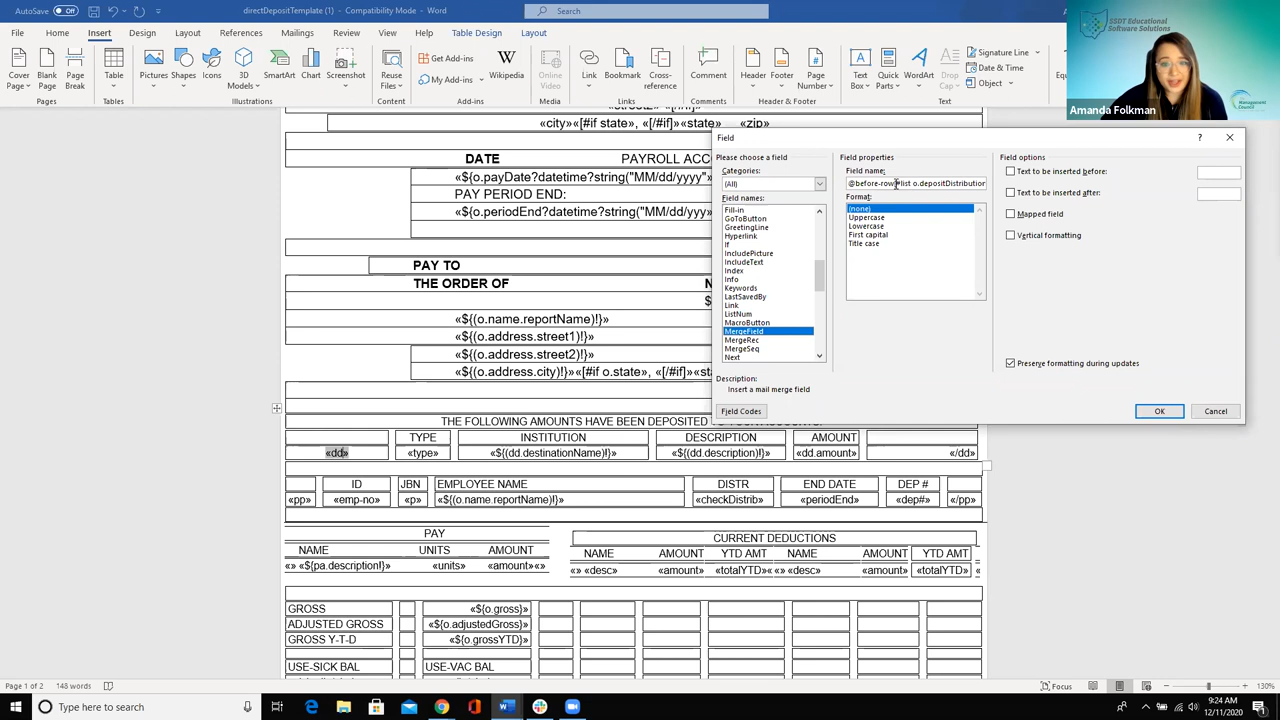 AutoSave Off directDepositTemplate (1) - Compatibility Mode - Word Search
SSDT Educational
Software Solutions
Management
Council
Amanda Folkman
File Home Insert Design Layout References Mailings Review View Help Table Design Layout
Cover
Page
Blank
Page
Page
Break
Table
Pictures
Shapes
Icons
3D
Models
SmartArt
Chart
Screenshot
Reuse
Files
Get Add-ins
My Add-ins
Wikipedia
Online
Video
Link
Bookmark
Cross-
reference
Comment
Header
Footer
Page
Number
Text
Box
Quick
Parts
WordArt
Drop
Cap
Signature Line
Date & Time
Object
Pages Tables Illustrations Content Add-ins Media Links Comments Header & Footer Text
«city»«[#if state», «[/#if]»«state» «zip»
DATE PAYROLL ACC
«${o.payDate?datetime?string("MM/dd/yyyy"
PAY PERIOD END:
«${o.periodEnd?datetime?string("MM/dd/yyy
PAY TO
THE ORDER OF N
$
«${(o.name.reportName)!}»
«${(o.address.street1)!}»
«${(o.address.street2)!}»
«${(o.address.city)!}»«[#if o.state», «[/#if]»«sta
THE FOLLOWING AMOUNTS HAVE BEEN DEPOSITED
TYPE INSTITUTION DESCRIPTION AMOUNT
«dd» «type» «${(dd.destinationName)!}» «${(dd.description)!}» «dd.amount» «/dd»
ID JBN EMPLOYEE NAME DISTR END DATE DEP #
«pp» «emp-no» «p» «${(o.name.reportName)!}» «checkDistrib» «periodEnd» «dep#» «/pp»
PAY CURRENT DEDUCTIONS
NAME UNITS AMOUNT NAME AMOUNT YTD AMT NAME AMOUNT YTD AMT
«» «${pa.description!}» «units» «amount»«» «» «desc» «amount» «totalYTD»«» «» «desc» «amount» «totalYTD»
GROSS «${o.gross}»
ADJUSTED GROSS «${o.adjustedGross}»
GROSS Y-T-D «${o.grossYTD}»
USE-SICK BAL USE-VAC BAL
Field
Please choose a field
Categories:
(All)
Field names:
Fill-in
GoToButton
GreetingLine
Hyperlink
If
IncludePicture
IncludeText
Index
Info
Keywords
LastSavedBy
Link
ListNum
MacroButton
MergeField
MergeRec
MergeSeq
Next
Description:
Insert a mail merge field
Field Codes
Field properties
Field name:
@before-row#list o.depositDistribution
Format:
(none)
Uppercase
Lowercase
First capital
Title case
Field options
Text to be inserted before:
Text to be inserted after:
Mapped field
Vertical formatting
Preserve formatting during updates
OK Cancel
Page 1 of 2 148 words Focus 130%
Type here to search
9:24 AM
12/11/2020